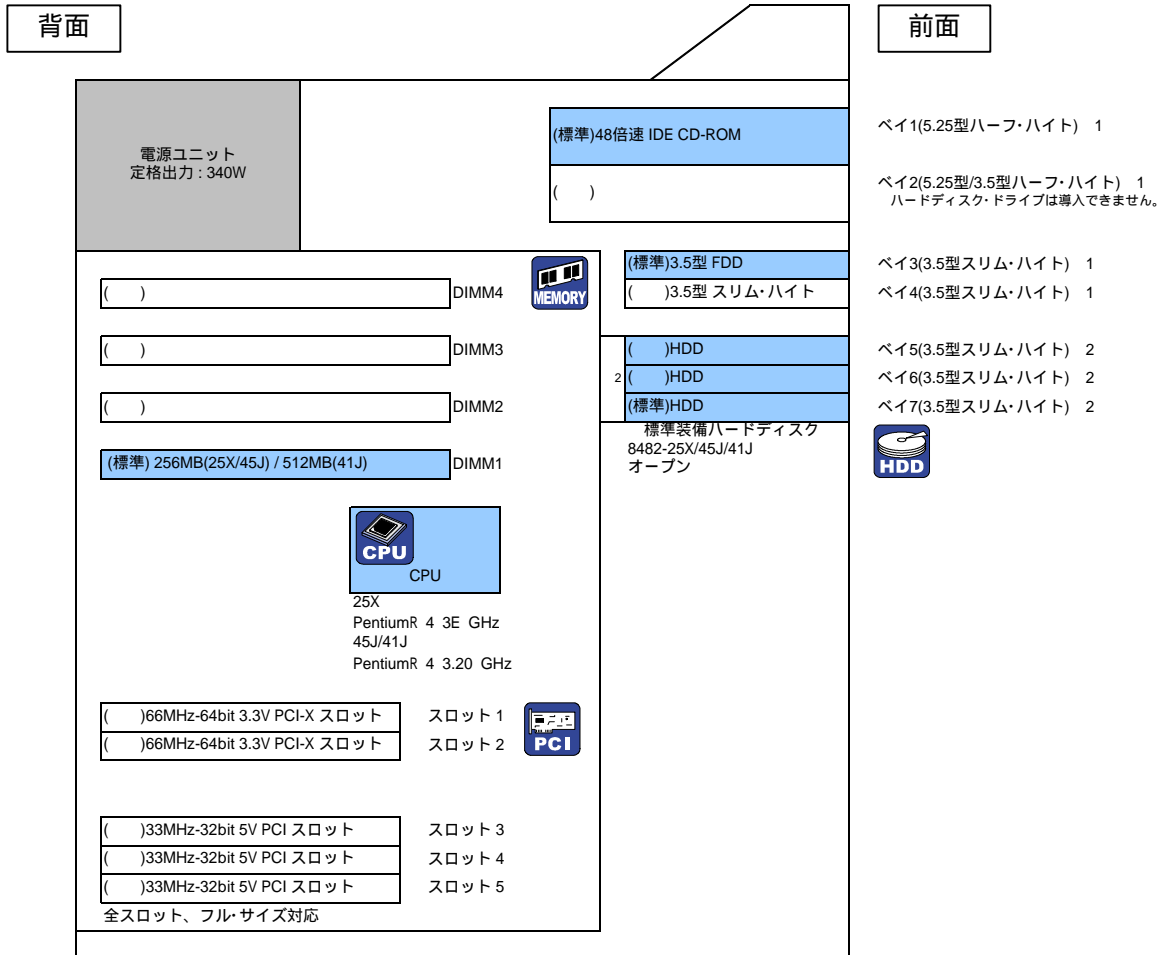 背面
前面
電源ユニット
定格出力 : 340W
(標準)48倍速 IDE CD-ROM
ベイ1(5.25型ハーフ・ハイト) 1
( )
ベイ2(5.25型/3.5型ハーフ・ハイト) 1
ハードディスク・ドライブは導入できません。
(標準)3.5型 FDD
ベイ3(3.5型スリム・ハイト) 1
( )3.5型 スリム・ハイト
ベイ4(3.5型スリム・ハイト) 1
( )
DIMM4
MEMORY
( )
DIMM3
( )
DIMM2
(標準) 256MB(25X/45J) / 512MB(41J)
DIMM1
2
( )HDD
ベイ5(3.5型スリム・ハイト) 2
( )HDD
ベイ6(3.5型スリム・ハイト) 2
(標準)HDD
ベイ7(3.5型スリム・ハイト) 2
標準装備ハードディスク
8482-25X/45J/41J
オープン
HDD
CPU
CPU
25X
PentiumR 4 3E GHz
45J/41J
PentiumR 4 3.20 GHz
( )66MHz-64bit 3.3V PCI-X スロット
スロット 1
( )66MHz-64bit 3.3V PCI-X スロット
スロット 2
PCI
( )33MHz-32bit 5V PCI スロット
スロット 3
( )33MHz-32bit 5V PCI スロット
スロット 4
( )33MHz-32bit 5V PCI スロット
スロット 5
全スロット、フル・サイズ対応